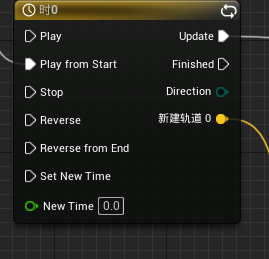 时0
Play
Update
Play from Start
Finished
Stop
Direction
Reverse
新建轨道 0
Reverse from End
Set New Time
New Time 0.0